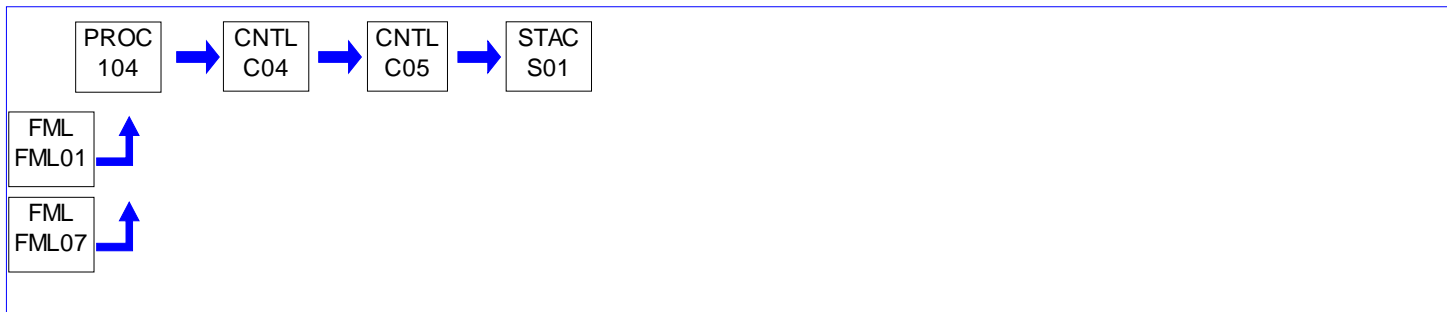 PROC
104
CNTL
C04
CNTL
C05
STAC
S01
FML
FML01
FML
FML07